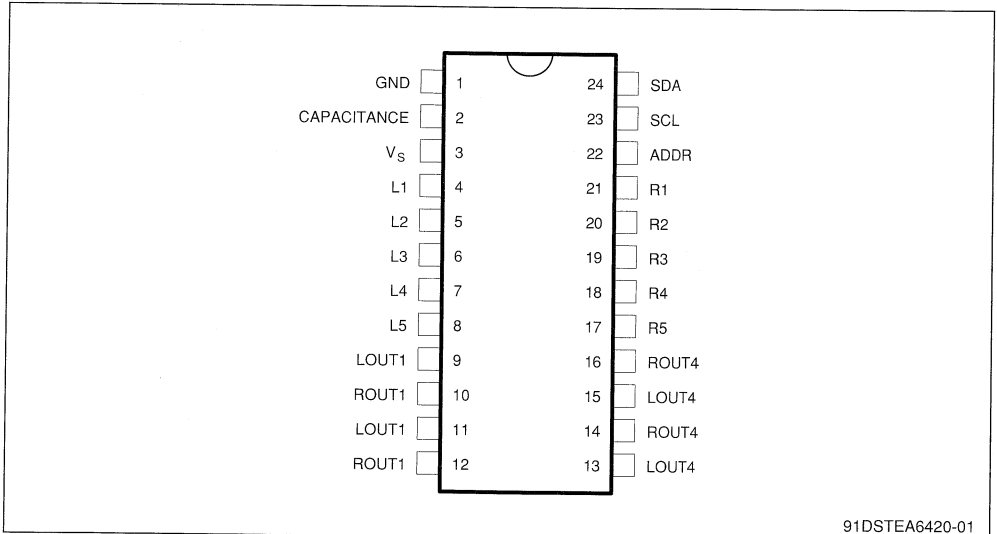 GND 1 24 SDA
CAPACITANCE 2 23 SCL
VS 3 22 ADDR
L1 4 21 R1
L2 5 20 R2
L3 6 19 R3
L4 7 18 R4
L5 8 17 R5
LOUT1 9 16 ROUT4
ROUT1 10 15 LOUT4
LOUT1 11 14 ROUT4
ROUT1 12 13 LOUT4
91DSTEA6420-01